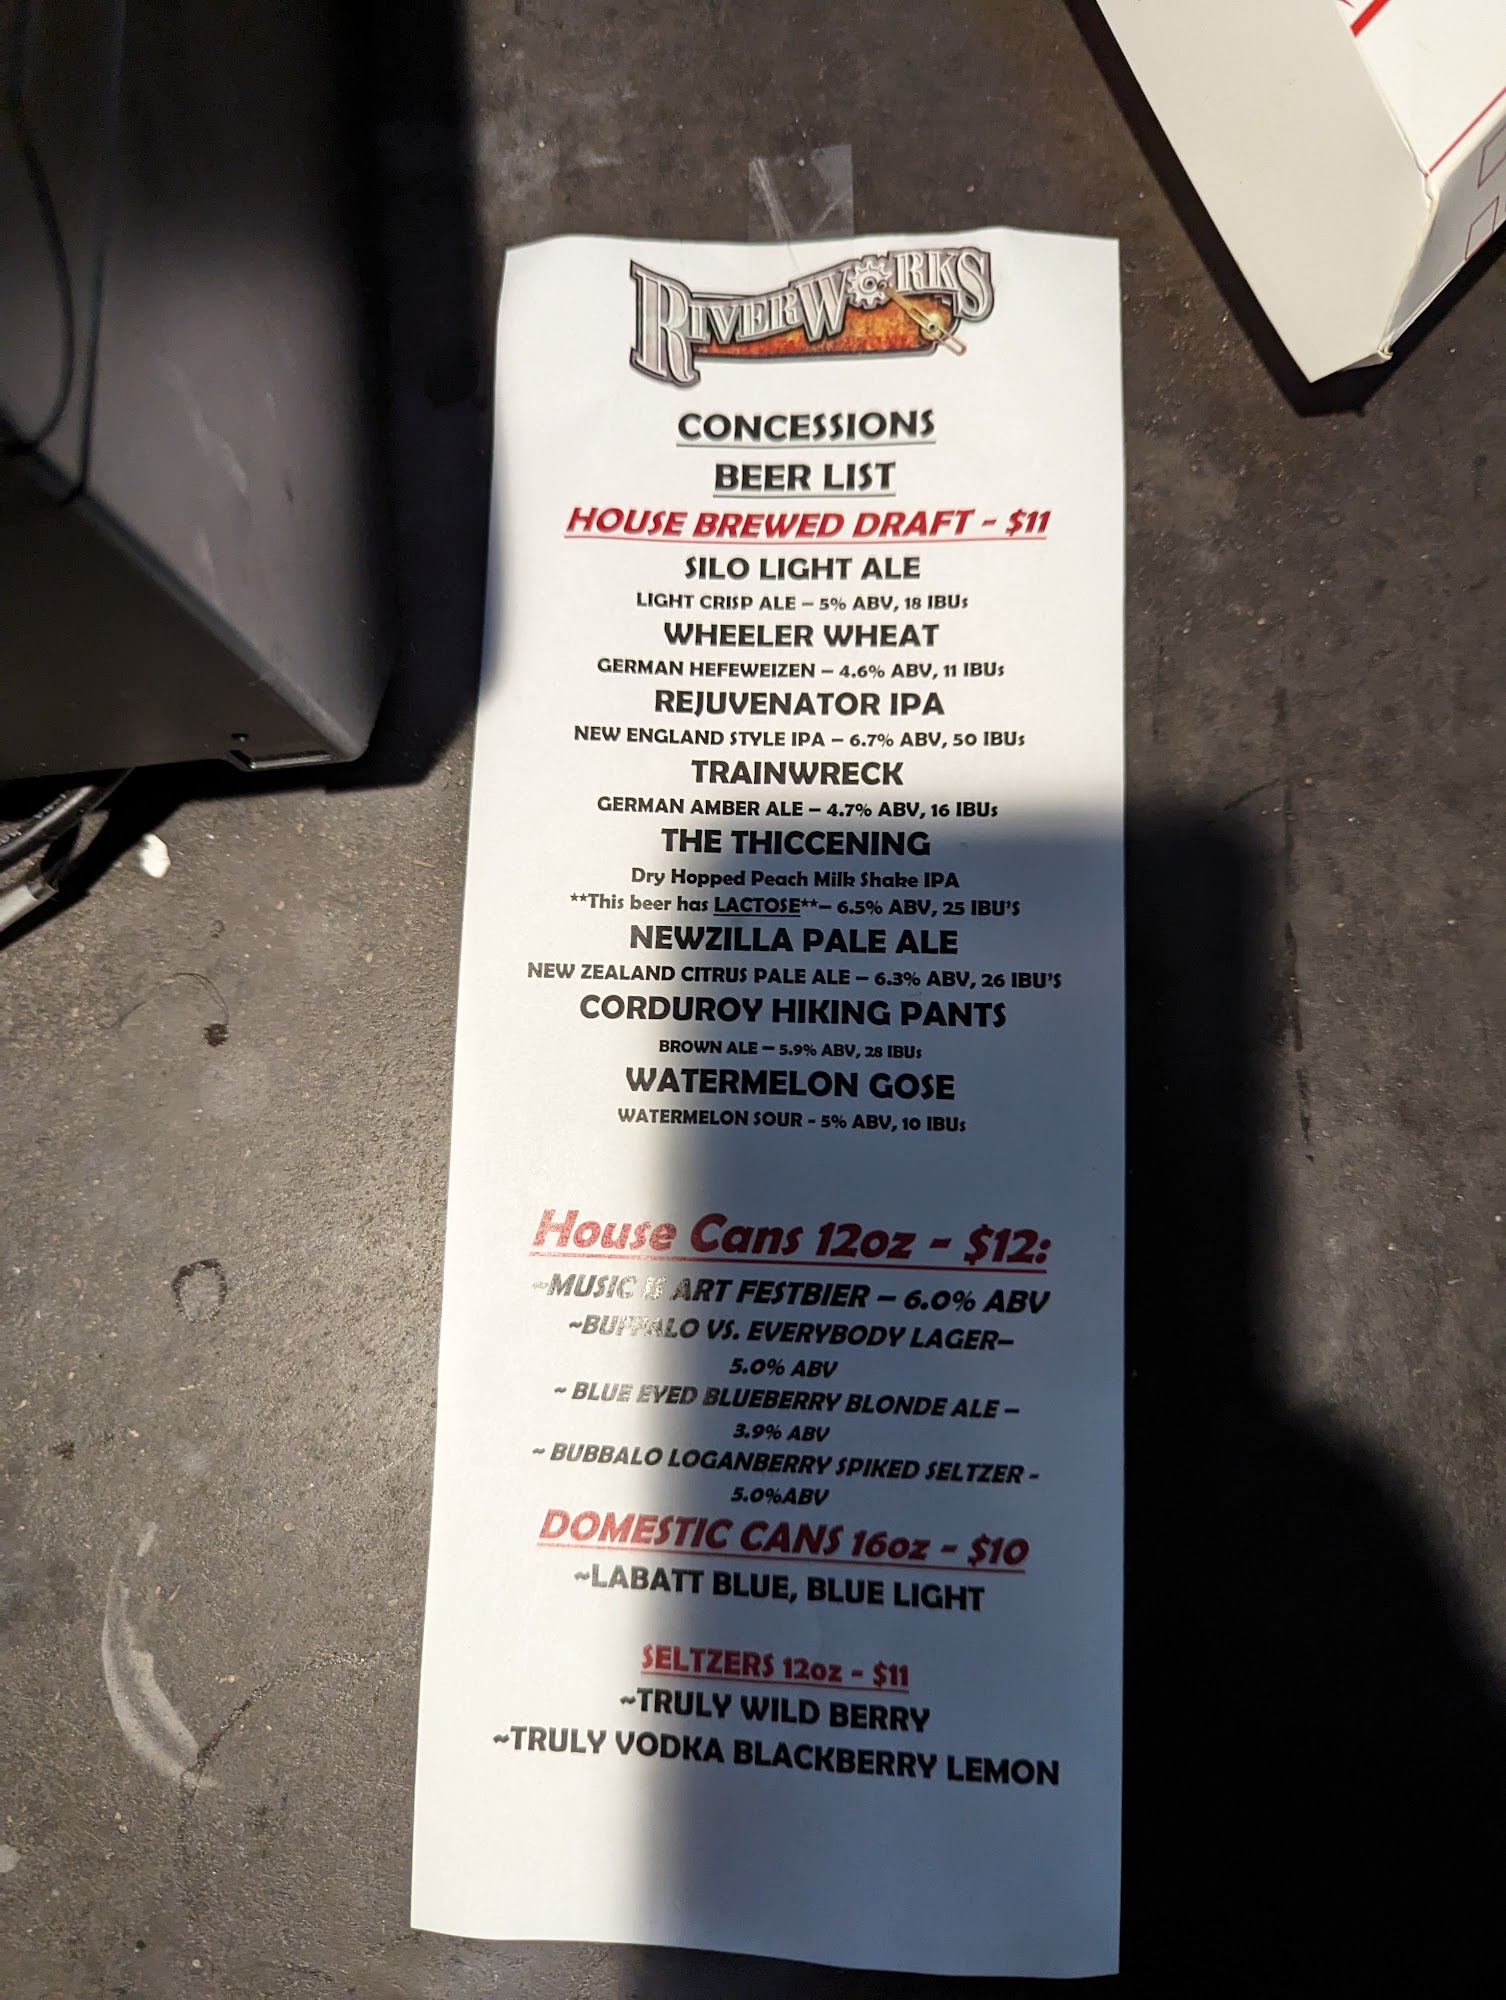 RIVERWORKS
CONCESSIONS
BEER LIST
HOUSE BREWED DRAFT - $11
SILO LIGHT ALE
LIGHT CRISP ALE – 5% ABV, 18 IBUs
WHEELER WHEAT
GERMAN HEFEWEIZEN – 4.6% ABV, 11 IBUs
REJUVENATOR IPA
NEW ENGLAND STYLE IPA – 6.7% ABV, 50 IBUs
TRAINWRECK
GERMAN AMBER ALE – 4.7% ABV, 16 IBUs
THE THICCENING
Dry Hopped Peach Milk Shake IPA
**This beer has LACTOSE**– 6.5% ABV, 25 IBU'S
NEWZILLA PALE ALE
NEW ZEALAND CITRUS PALE ALE – 6.3% ABV, 26 IBU'S
CORDUROY HIKING PANTS
BROWN ALE – 5.9% ABV, 28 IBUs
WATERMELON GOSE
WATERMELON SOUR - 5% ABV, 10 IBUs
House Cans 12oz - $12:
~MUSIC IS ART FESTBIER – 6.0% ABV
~BUFFALO VS. EVERYBODY LAGER–
5.0% ABV
~ BLUE EYED BLUEBERRY BLONDE ALE –
3.9% ABV
~ BUBBALO LOGANBERRY SPIKED SELTZER -
5.0%ABV
DOMESTIC CANS 16oz - $10
~LABATT BLUE, BLUE LIGHT
SELTZERS 12oz - $11
~TRULY WILD BERRY
~TRULY VODKA BLACKBERRY LEMON